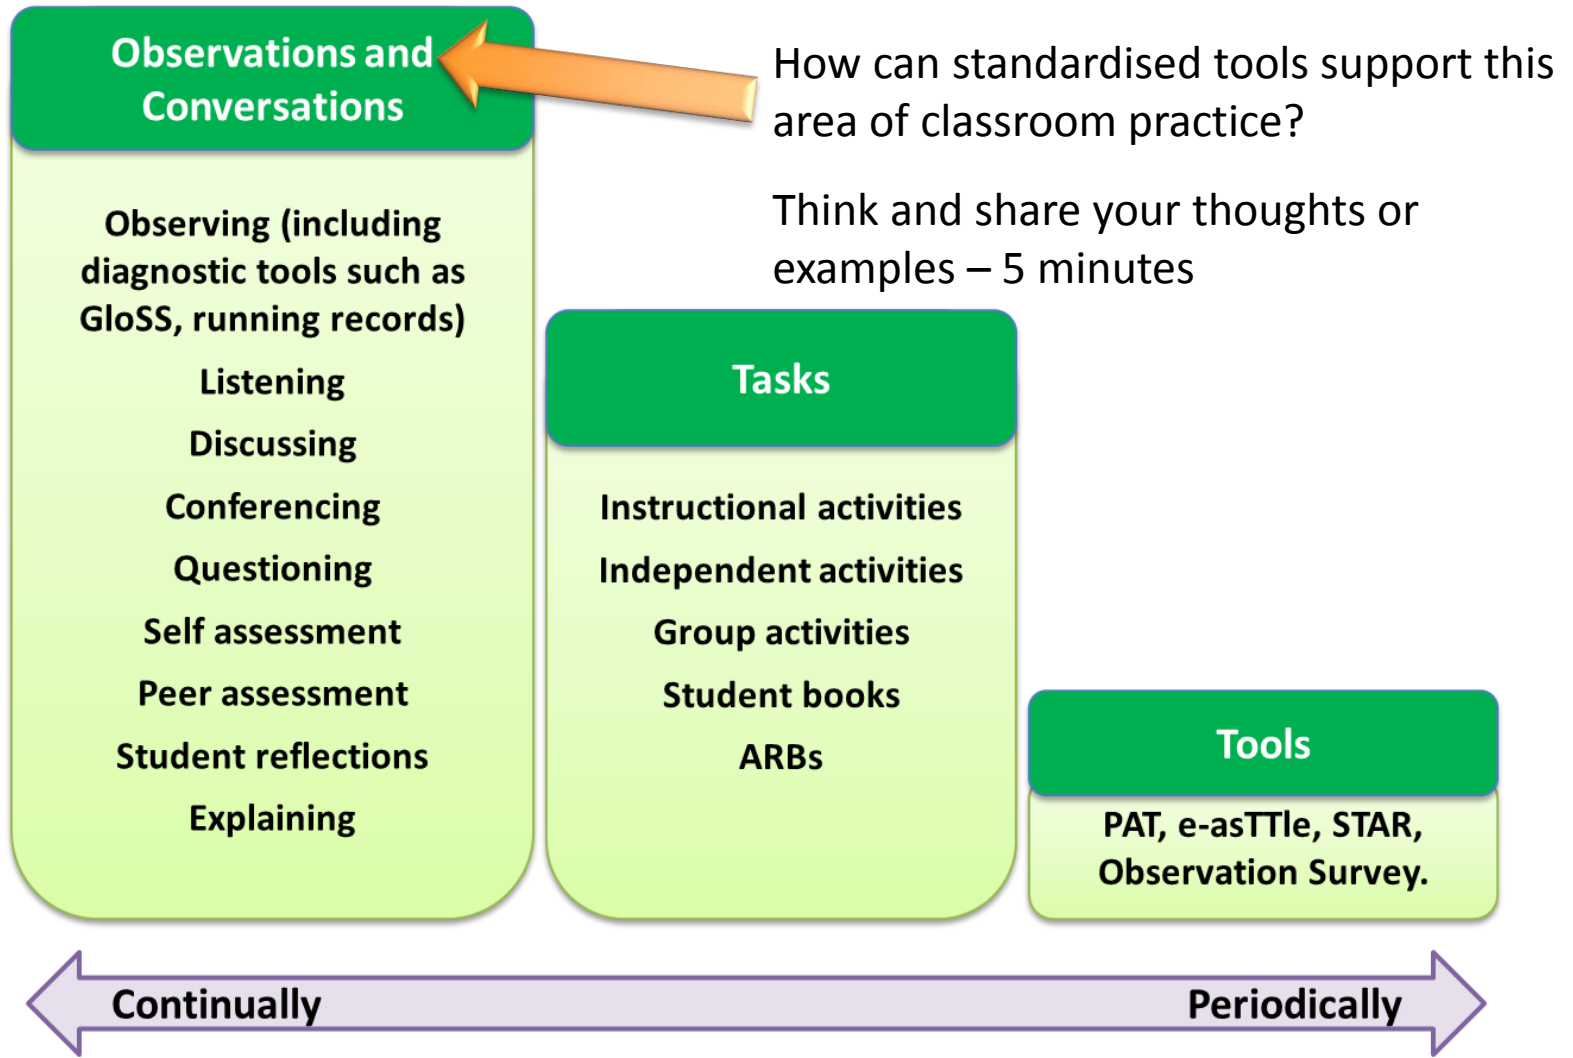 Observations and
Conversations
How can standardised tools support this
area of classroom practice?
Think and share your thoughts or
examples – 5 minutes
Observing (including
diagnostic tools such as
GloSS, running records)
Listening
Discussing
Conferencing
Questioning
Self assessment
Peer assessment
Student reflections
Explaining
Tasks
Instructional activities
Independent activities
Group activities
Student books
ARBs
Tools
PAT, e-asTTle, STAR,
Observation Survey.
Continually
Periodically